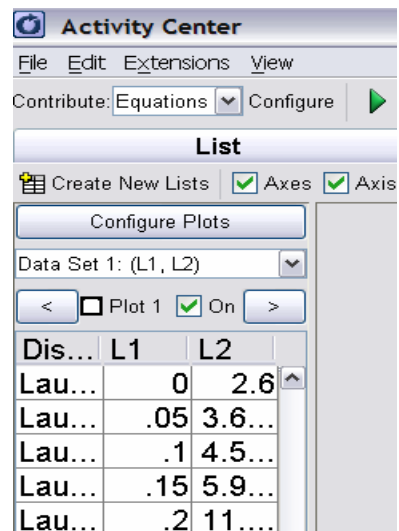 Activity Center
File Edit Extensions View
Contribute: Equations Configure
List
Create New Lists Axes Axis
Configure Plots
Data Set 1: (L1, L2)
< Plot 1 On >
Dis... L1 L2
Lau... 0 2.6
Lau... .05 3.6...
Lau... .1 4.5...
Lau... .15 5.9...
Lau... .2 11....